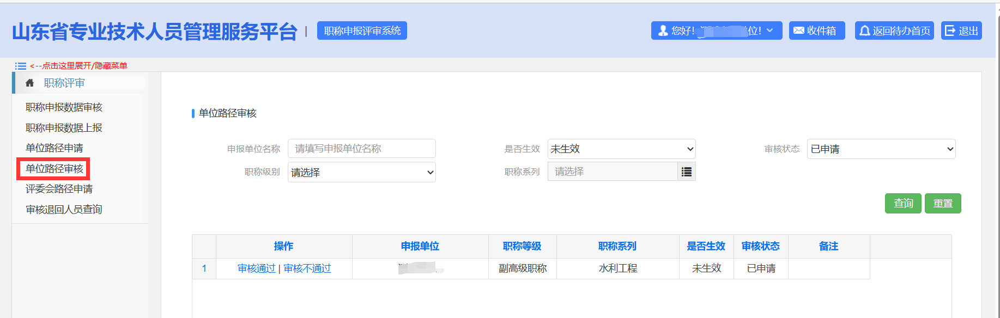 山东省专业技术人员管理服务平台 | 职称申报评审系统 您好! 位! 收件箱 返回待办首页 退出
<--点击这里展开/隐藏菜单
职称评审
职称申报数据审核
职称申报数据上报
单位路径申请
单位路径审核
评委会路径申请
审核退回人员查询
单位路径审核
申报单位名称 请填写申报单位名称 是否生效 未生效 审核状态 已申请
职称级别 请选择 职称系列 请选择
查询 重置
操作 申报单位 职称等级 职称系列 是否生效 审核状态 备注
1 审核通过 | 审核不通过 副高级职称 水利工程 未生效 已申请